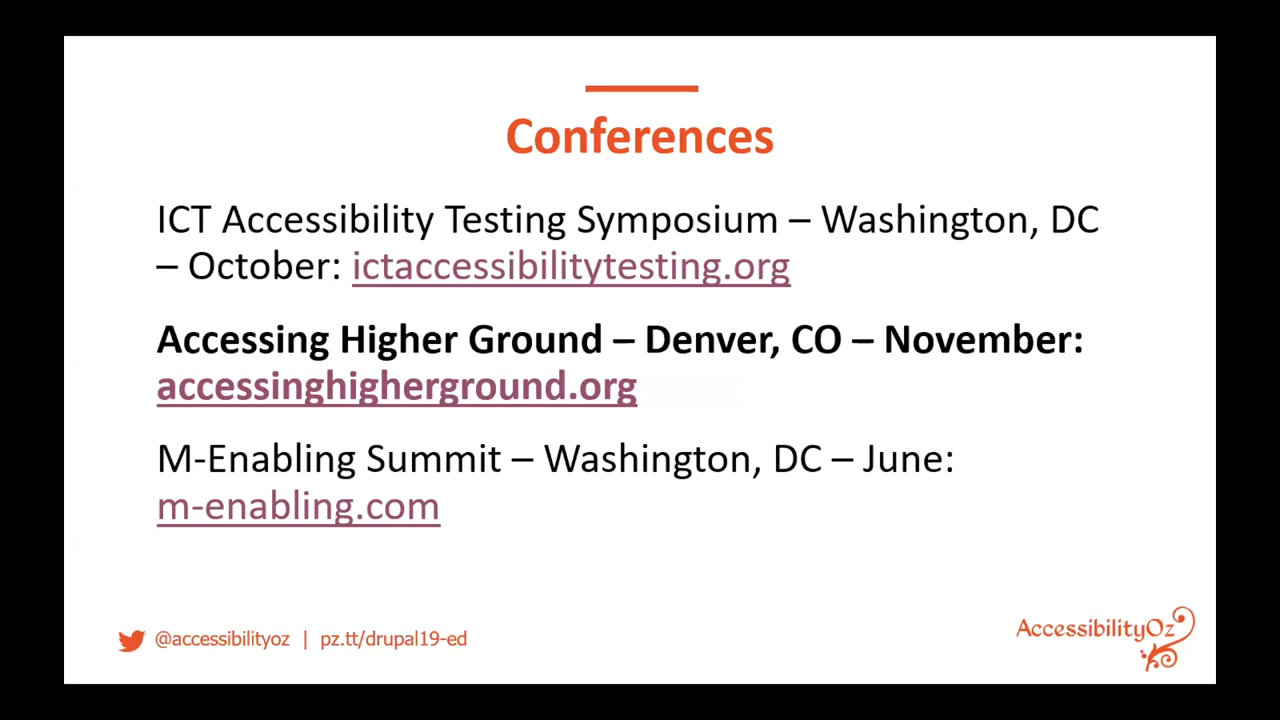 Conferences
ICT Accessibility Testing Symposium – Washington, DC
– October: ictaccessibilitytesting.org
Accessing Higher Ground – Denver, CO – November:
accessinghigherground.org
M-Enabling Summit – Washington, DC – June:
m-enabling.com
@accessibilityoz | pz.tt/drupal19-ed
AccessibilityOz